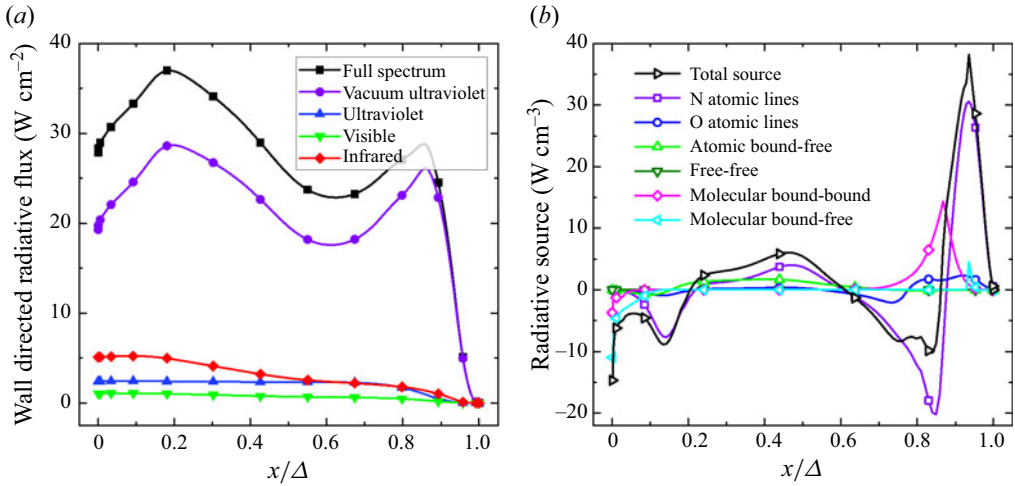 (a)
Wall directed radiative flux (W cm⁻²)
40
30
20
10
0
Full spectrum
Vacuum ultraviolet
Ultraviolet
Visible
Infrared
0 0.2 0.4 0.6 0.8 1.0
x/Δ
(b)
Radiative source (W cm⁻³)
40
30
20
10
0
−10
−20
Total source
N atomic lines
O atomic lines
Atomic bound-free
Free-free
Molecular bound-bound
Molecular bound-free
0 0.2 0.4 0.6 0.8 1.0
x/Δ